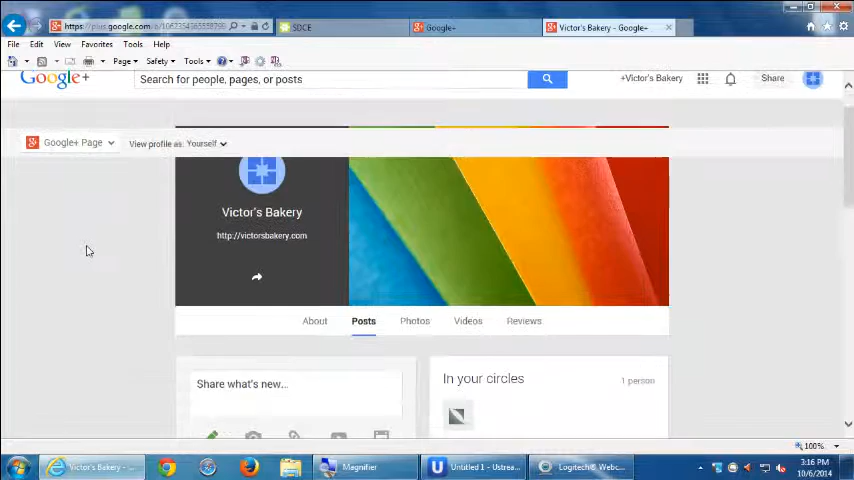 https://plus.google.com
SDCE
Google+
Victor's Bakery - Google+
File Edit View Favorites Tools Help
Page Safety Tools
Google+
Search for people, pages, or posts
+Victor's Bakery
Share
Google+ Page
View profile as: Yourself
Victor's Bakery
http://victorsbakery.com
About Posts Photos Videos Reviews
Share what's new...
In your circles
1 person
100%
Victor's Bakery - ...
Magnifier
Untitled 1 - Ustrea...
Logitech® Webc...
3:16 PM
10/6/2014